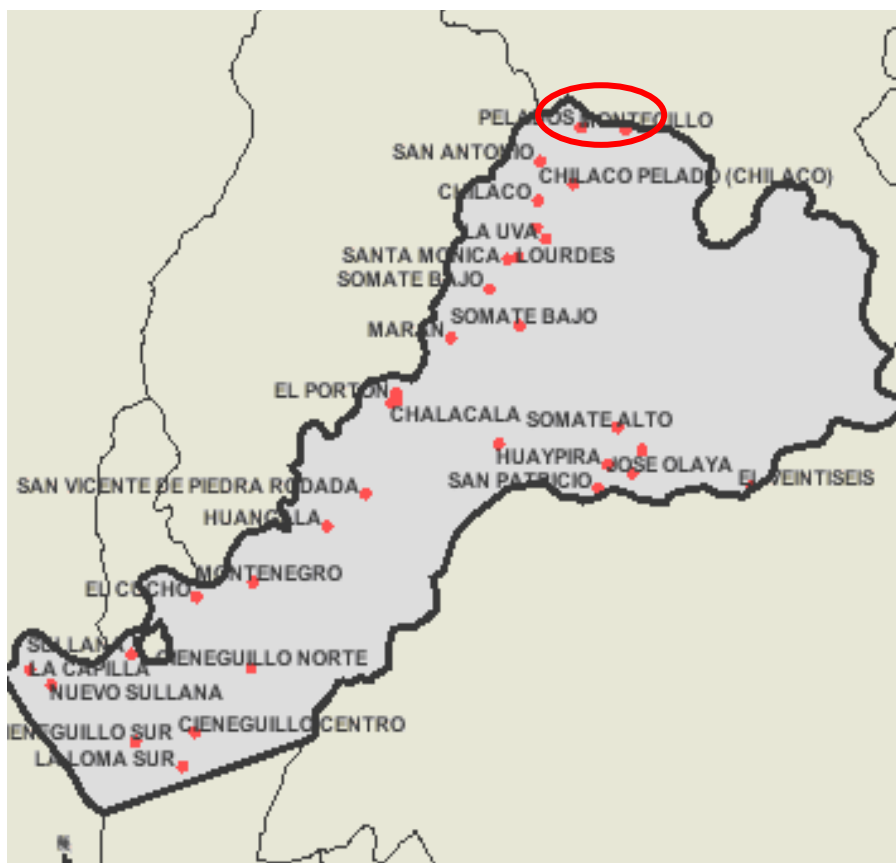 PELADOS
MONTECILLO
SAN ANTONIO
CHILACO PELADO (CHILACO)
CHILACO
LA UVA
SANTA MONICA
LOURDES
SOMATE BAJO
SOMATE BAJO
MARAN
EL PORTON
CHALACALA
SOMATE ALTO
HUAYPIRA
JOSE OLAYA
SAN VICENTE DE PIEDRA RODADA
SAN PATRICIO
EL VEINTISEIS
HUANGALA
MONTENEGRO
EL CUCHO
SULLANA
CIENEGUILLO NORTE
LA CAPILLA
NUEVO SULLANA
IENEGUILLO SUR
CIENEGUILLO CENTRO
LA LOMA SUR